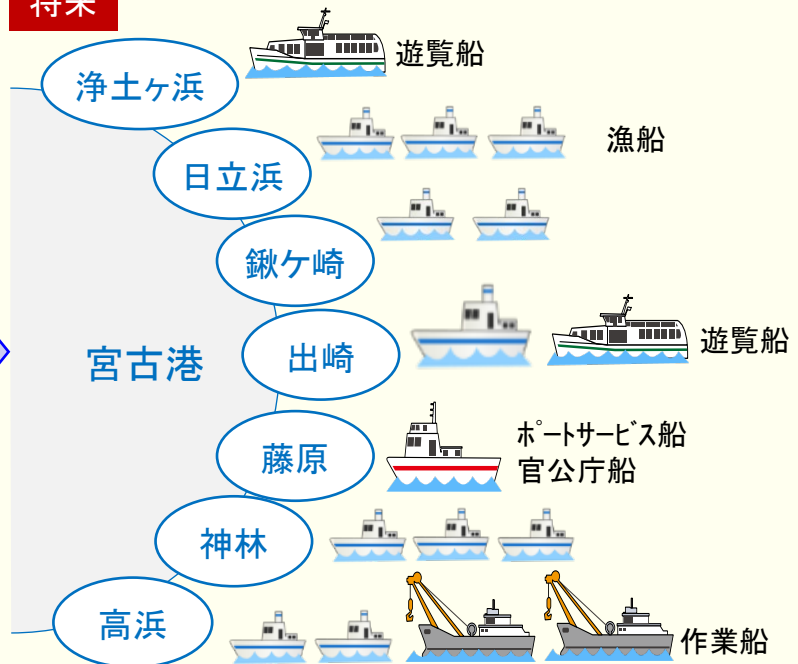 将来
遊覧船
浄土ヶ浜
漁船
日立浜
鍬ケ崎
宮古港
出崎
遊覧船
藤原
ポートサービス船
官公庁船
神林
高浜
作業船